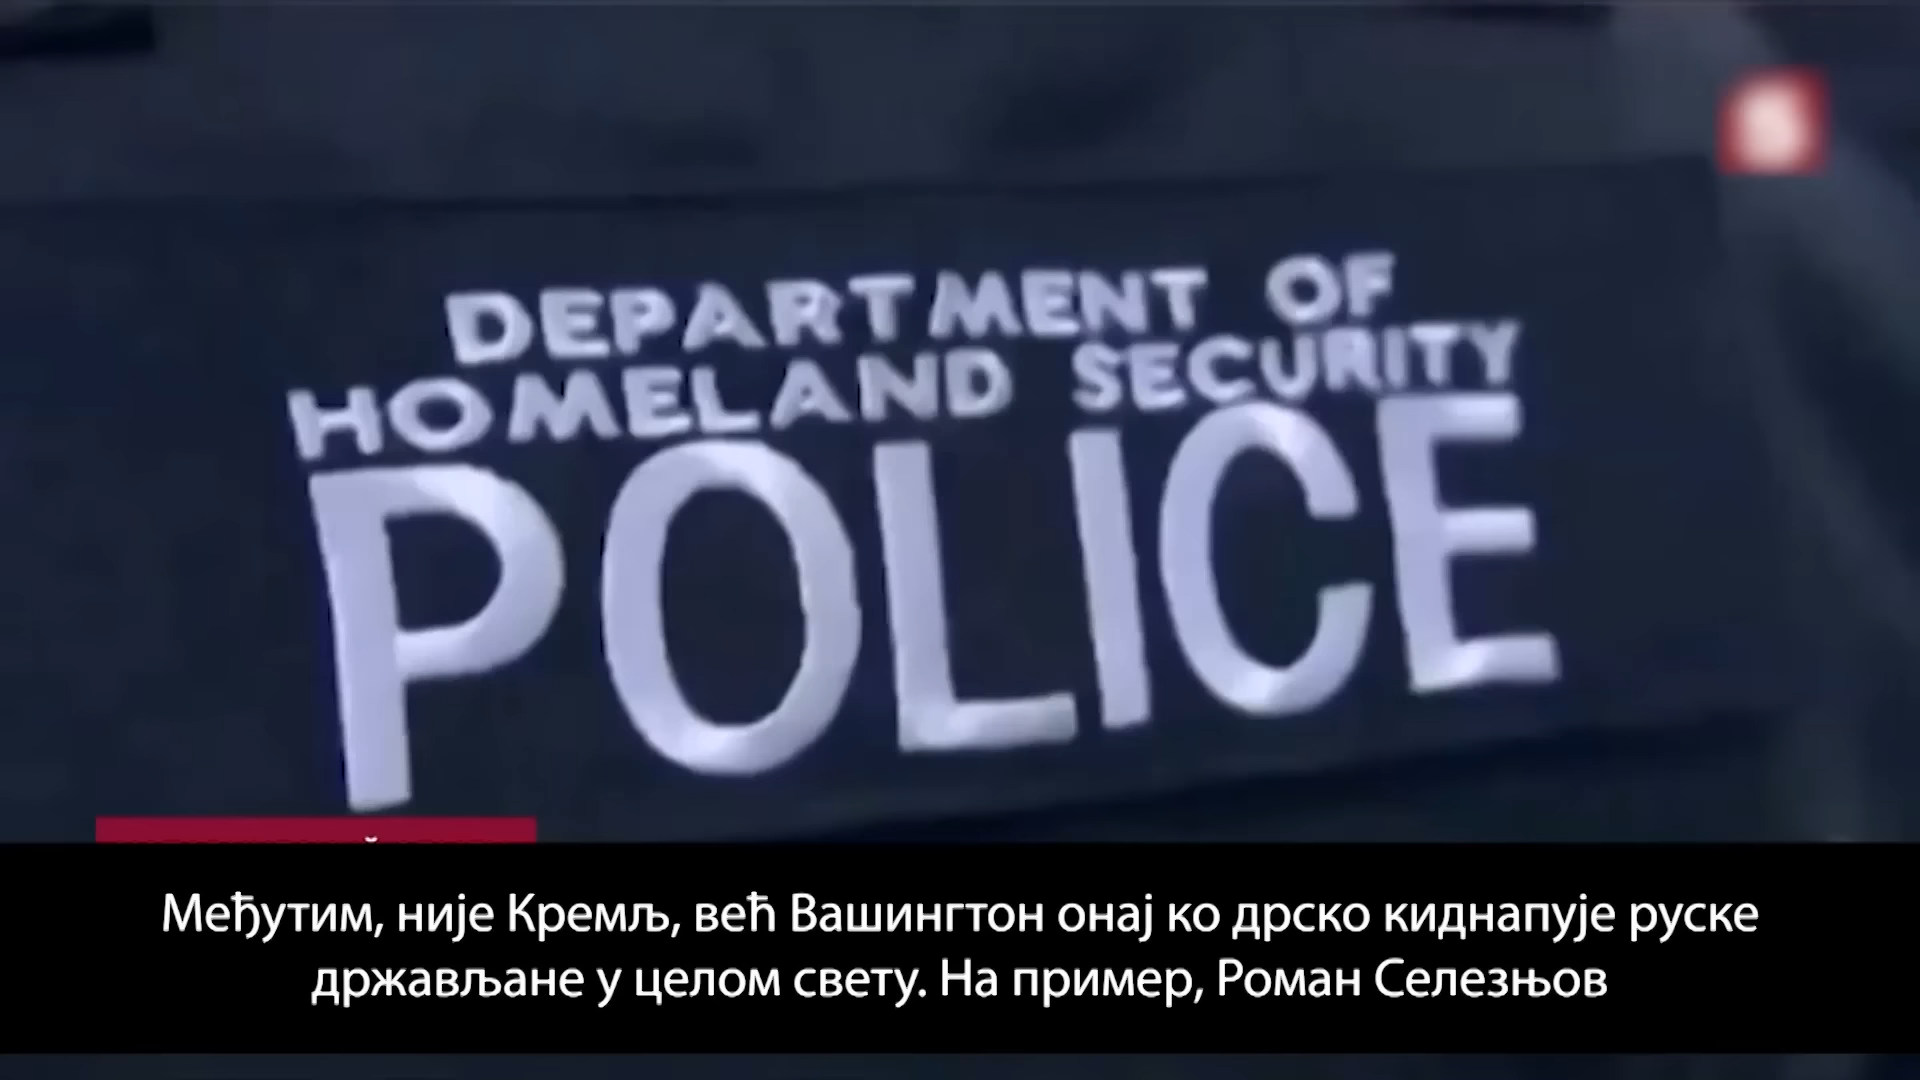 DEPARTMENT OF
HOMELAND SECURITY
POLICE
Међутим, није Кремљ, већ Вашингтон онај ко дрско киднапује руске
држављане у целом свету. На пример, Роман Селезњов